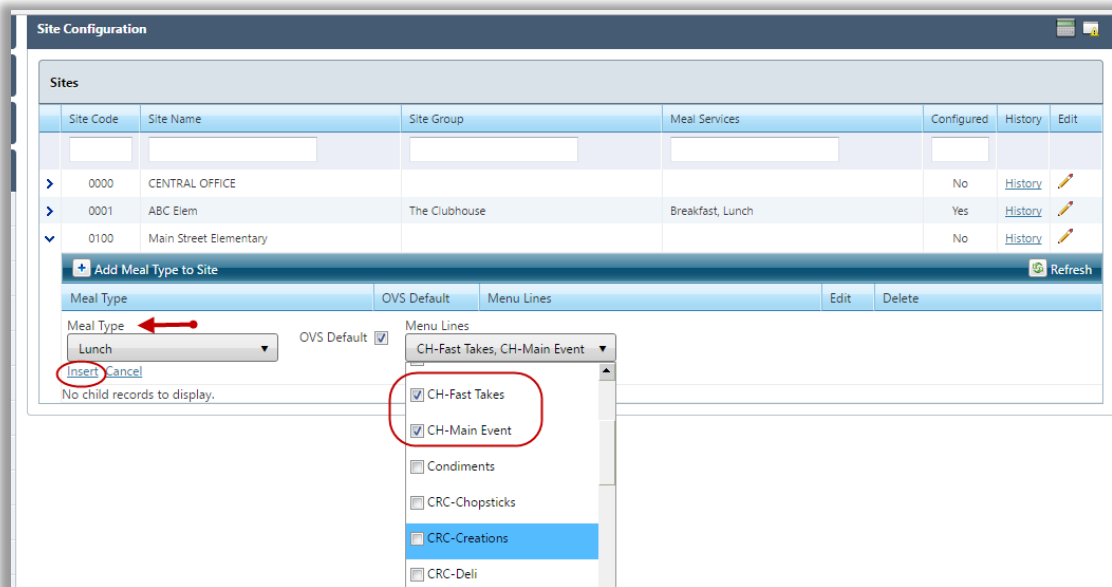 Site Configuration
Sites
Site Code Site Name Site Group Meal Services Configured History Edit
0000 CENTRAL OFFICE No History
0001 ABC Elem The Clubhouse Breakfast, Lunch Yes History
0100 Main Street Elementary No History
Add Meal Type to Site Refresh
Meal Type OVS Default Menu Lines Edit Delete
Meal Type OVS Default Menu Lines
Lunch CH-Fast Takes, CH-Main Event
Insert Cancel
No child records to display.
CH-Fast Takes
CH-Main Event
Condiments
CRC-Chopsticks
CRC-Creations
CRC-Deli